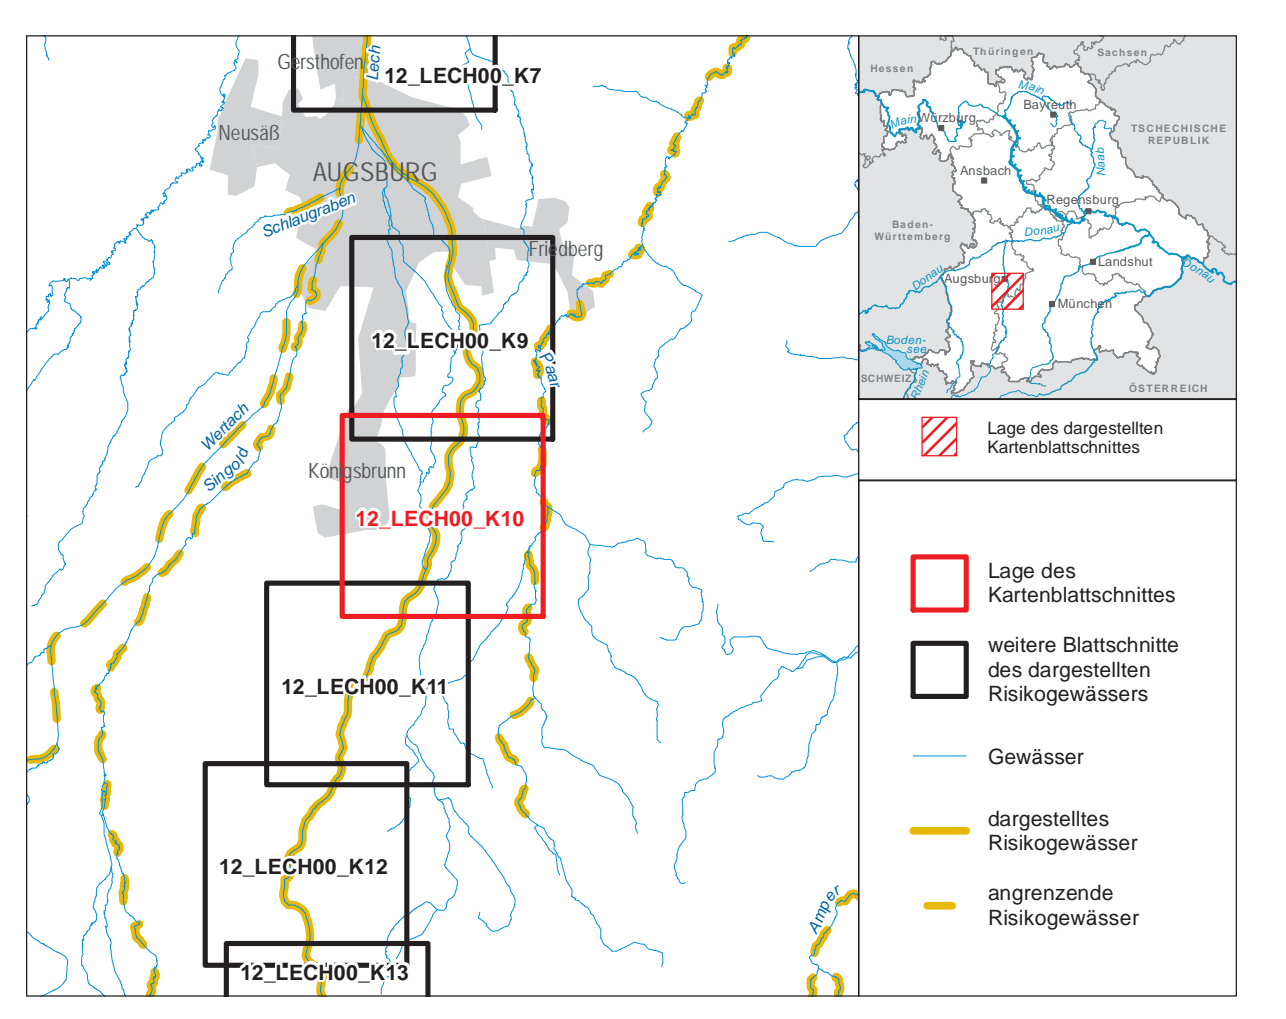 Gersthofen
Lech
12_LECH00_K7
Neusäß
AUGSBURG
Schlaugraben
Friedberg
12_LECH00_K9
Paar
Wertach
Singold
Königsbrunn
12_LECH00_K10
12_LECH00_K11
12_LECH00_K12
Amper
12_LECH00_K13
Thüringen
Sachsen
Hessen
Main
Bayreuth
Main
Würzburg
TSCHECHISCHE
REPUBLIK
Naab
Ansbach
Regensburg
Baden-
Württemberg
Donau
Donau
Landshut
Donau
Augsburg
München
Boden-
see
SCHWEIZ
Rhein
ÖSTERREICH
Lage des dargestellten
Kartenblattschnittes
Lage des
Kartenblattschnittes
weitere Blattschnitte
des dargestellten
Risikogewässers
Gewässer
dargestelltes
Risikogewässer
angrenzende
Risikogewässer